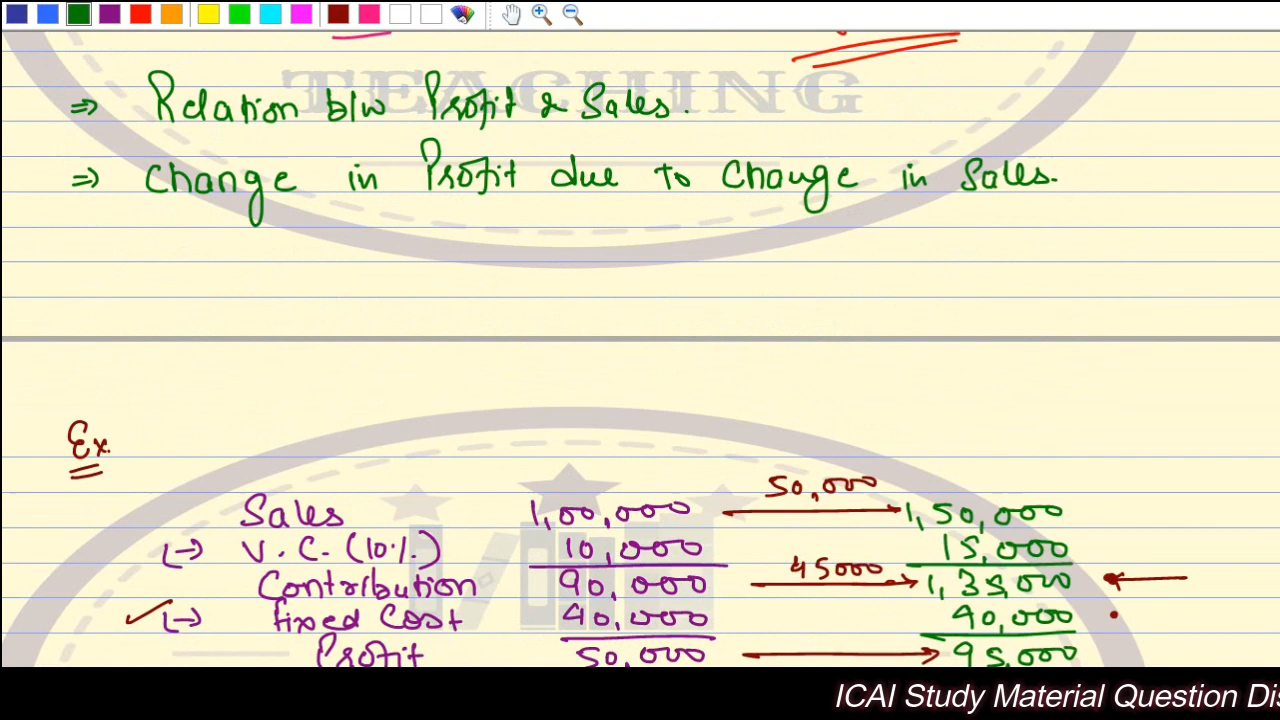 TEACHING
⇒ Relation b/w Profit & Sales.
⇒ Change in Profit due to Change in Sales.
Ex.
50,000
Sales 1,00,000 → 1,50,000
(-) V.C. (10%) 10,000 15,000
45000
Contribution 90,000 → 1,35,000 ←
✓ (-) Fixed Cost 40,000 40,000
Profit 50,000 → 95,000
ICAI Study Material Question Dis